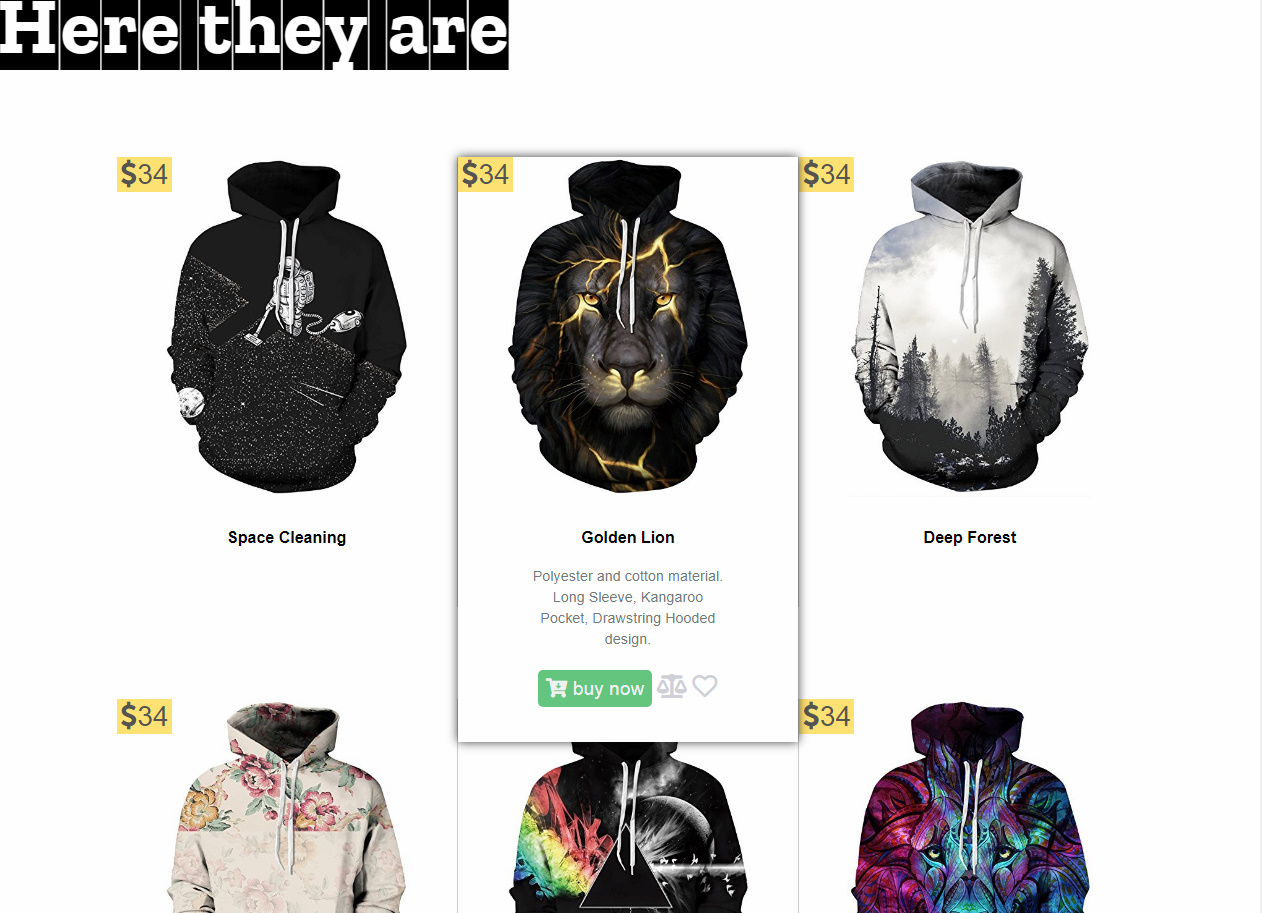 Here they are
$34
$34
$34
Space Cleaning
Golden Lion
Deep Forest
Polyester and cotton material.
Long Sleeve, Kangaroo
Pocket, Drawstring Hooded
design.
buy now
$34
$34